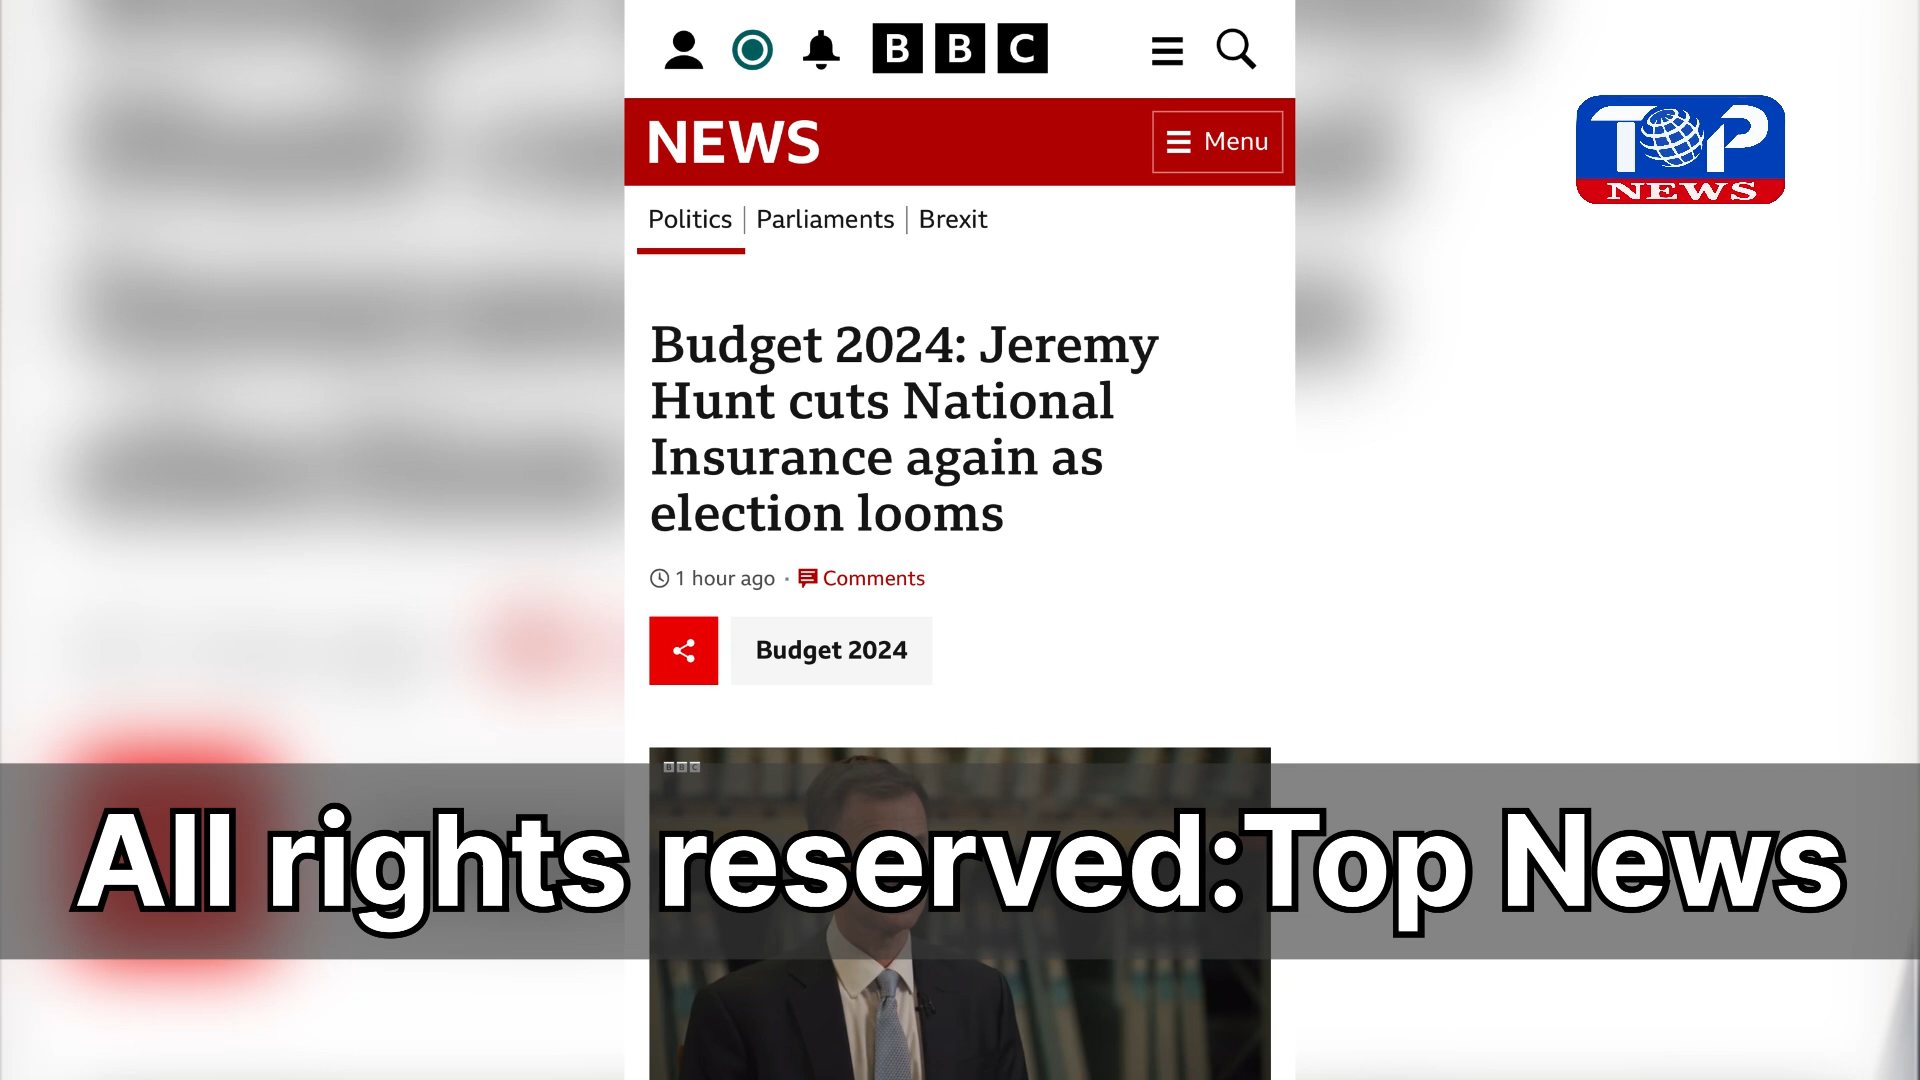 BBC
NEWS
Menu
Politics
Parliaments
Brexit
TOP
NEWS
Budget 2024: Jeremy
Hunt cuts National
Insurance again as
election looms
1 hour ago · Comments
Budget 2024
BBC
All rights reserved:Top News